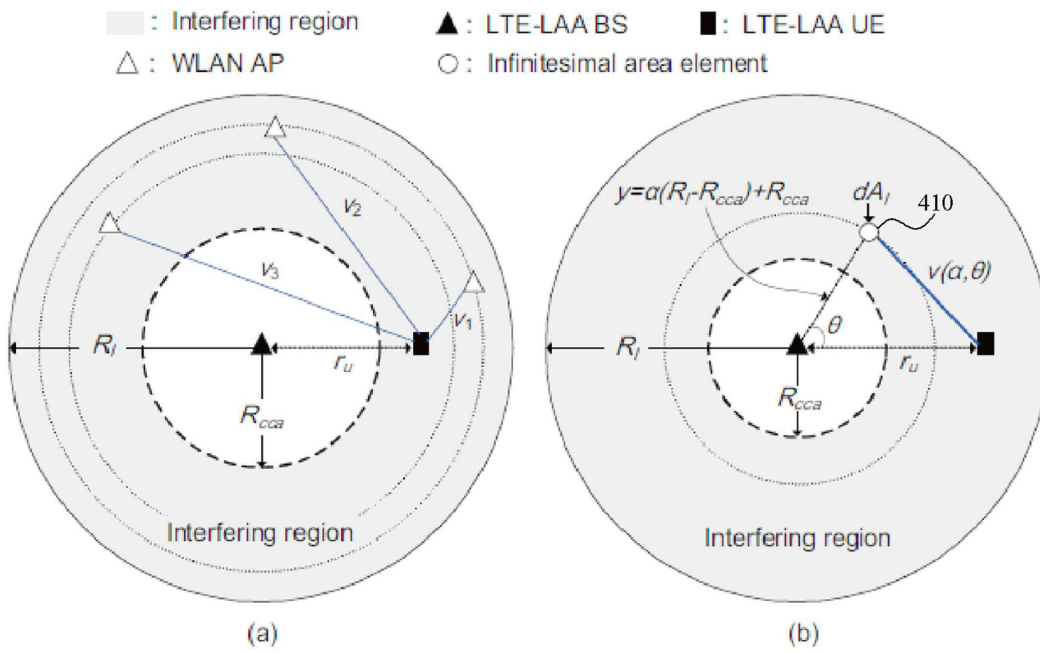 : Interfering region : LTE-LAA BS : LTE-LAA UE
: WLAN AP : Infinitesimal area element
v₂
v₃
v₁
R_I
r_u
R_cca
Interfering region
(a)
y=α(R_I-R_cca)+R_cca
dA_I
410
v(α,θ)
θ
R_I
r_u
R_cca
Interfering region
(b)